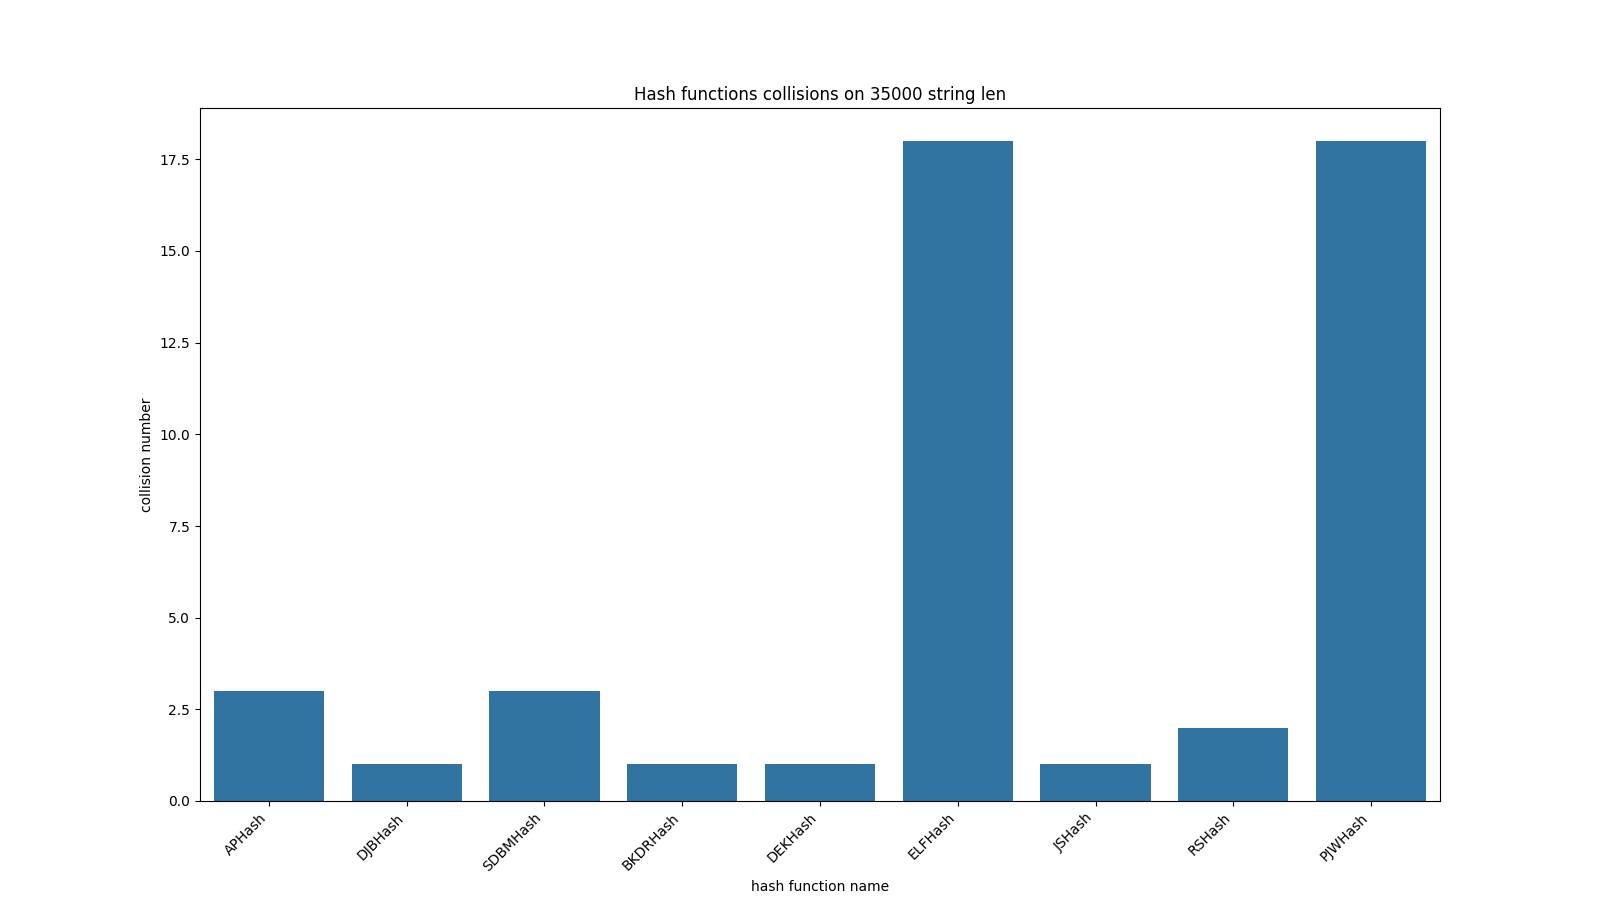 Hash functions collisions on 35000 string len
17.5
15.0
12.5
10.0
7.5
5.0
2.5
0.0
collision number
APHash
DJBHash
SDBMHash
BKDRHash
DEKHash
ELFHash
JSHash
RSHash
PJWHash
hash function name